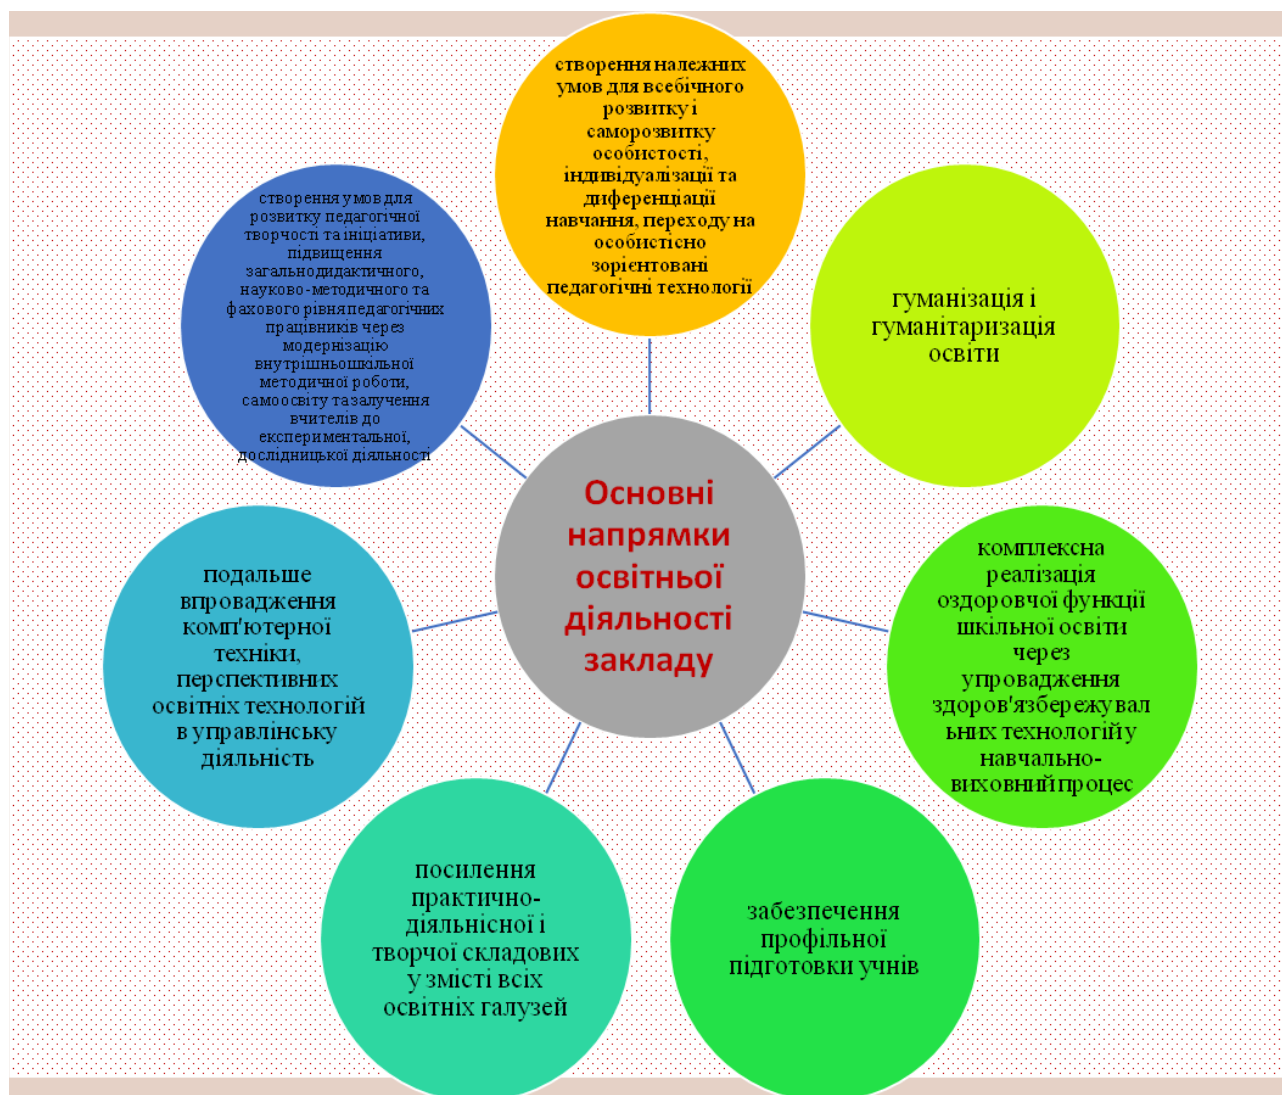 створення належних
умов для всебічного
розвитку і
саморозвитку
особистості,
індивідуалізації та
диференціації
навчання, переходу на
особистісно
зорієнтовані
педагогічні технології
гуманізація і
гуманітаризація
освіти
комплексна
реалізація
оздоровчої функції
шкільної освіти
через
упровадження
здоров'язбережувал
ьних технологій у
навчально-
виховний процес
забезпечення
профільної
підготовки учнів
посилення
практично-
діяльнісної і
творчої складових
у змісті всіх
освітніх галузей
подальше
впровадження
комп'ютерної
техніки,
перспективних
освітніх технологій
в управлінську
діяльність
створення умов для
розвитку педагогічної
творчості та ініціативи,
підвищення
загальнодидактичного,
науково-методичного та
фахового рівня педагогічних
працівників через
модернізацію
внутрішньошкільної
методичної роботи,
самоосвіту та залучення
вчителів до
експериментальної,
дослідницької діяльності
Основні
напрямки
освітньої
діяльності
закладу